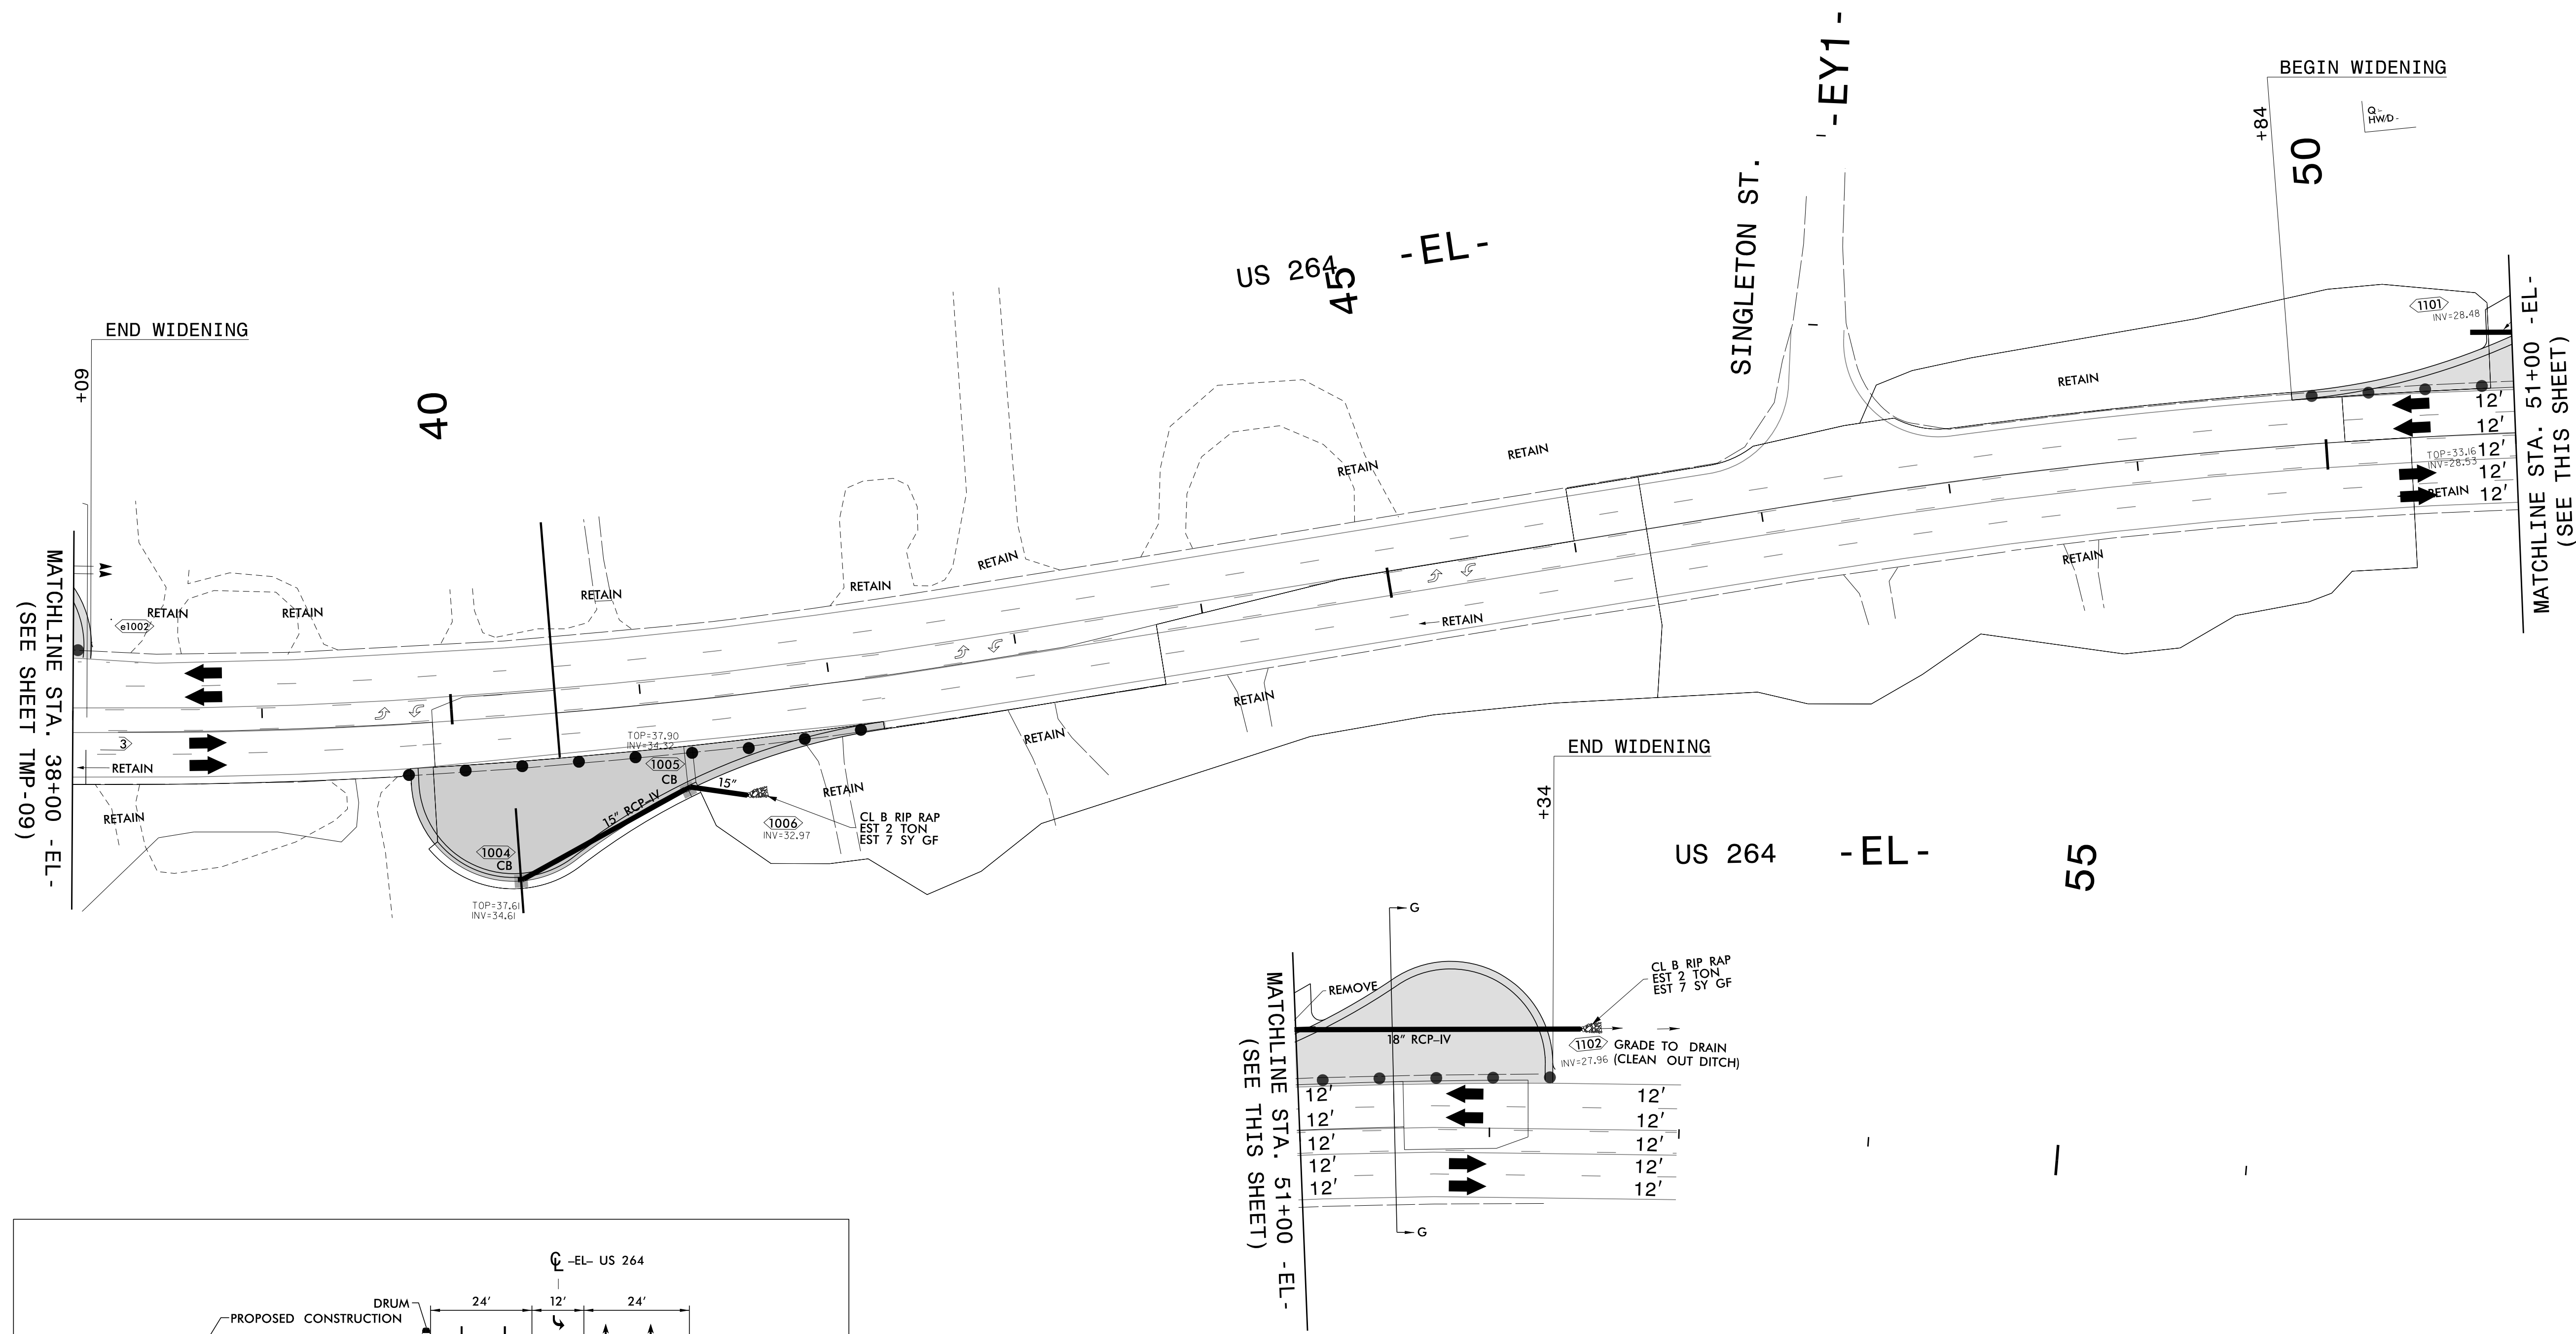 -EY1-
BEGIN WIDENING
+84
50
Q=
HWD-
SINGLETON ST.
US 264
-EL-
45
END WIDENING
+09
40
1101
INV=28.48
RETAIN
MATCHLINE STA. 51+00 -EL-
(SEE THIS SHEET)
12'
12'
12'
12'
12'
TOP=33.16
INV=28.53
RETAIN
RETAIN
RETAIN
RETAIN
RETAIN
RETAIN
RETAIN
RETAIN
RETAIN
RETAIN
e1002
MATCHLINE STA. 38+00 -EL-
(SEE SHEET TMP-09)
3
RETAIN
RETAIN
RETAIN
RETAIN
RETAIN
TOP=37.90
INV=34.32
1005
CB
15" RCP-IV
15"
1006
INV=32.97
CL B RIP RAP
EST 2 TON
EST 7 SY GF
1004
CB
TOP=37.61
INV=34.61
END WIDENING
+34
US 264 -EL-
55
G
MATCHLINE STA. 51+00 -EL-
(SEE THIS SHEET)
REMOVE
CL B RIP RAP
EST 2 TON
EST 7 SY GF
18" RCP-IV
1102
GRADE TO DRAIN
INV=27.96
(CLEAN OUT DITCH)
12'
12'
12'
12'
12'
12'
12'
12'
12'
12'
G
CL -EL- US 264
DRUM
24'
12'
24'
PROPOSED CONSTRUCTION